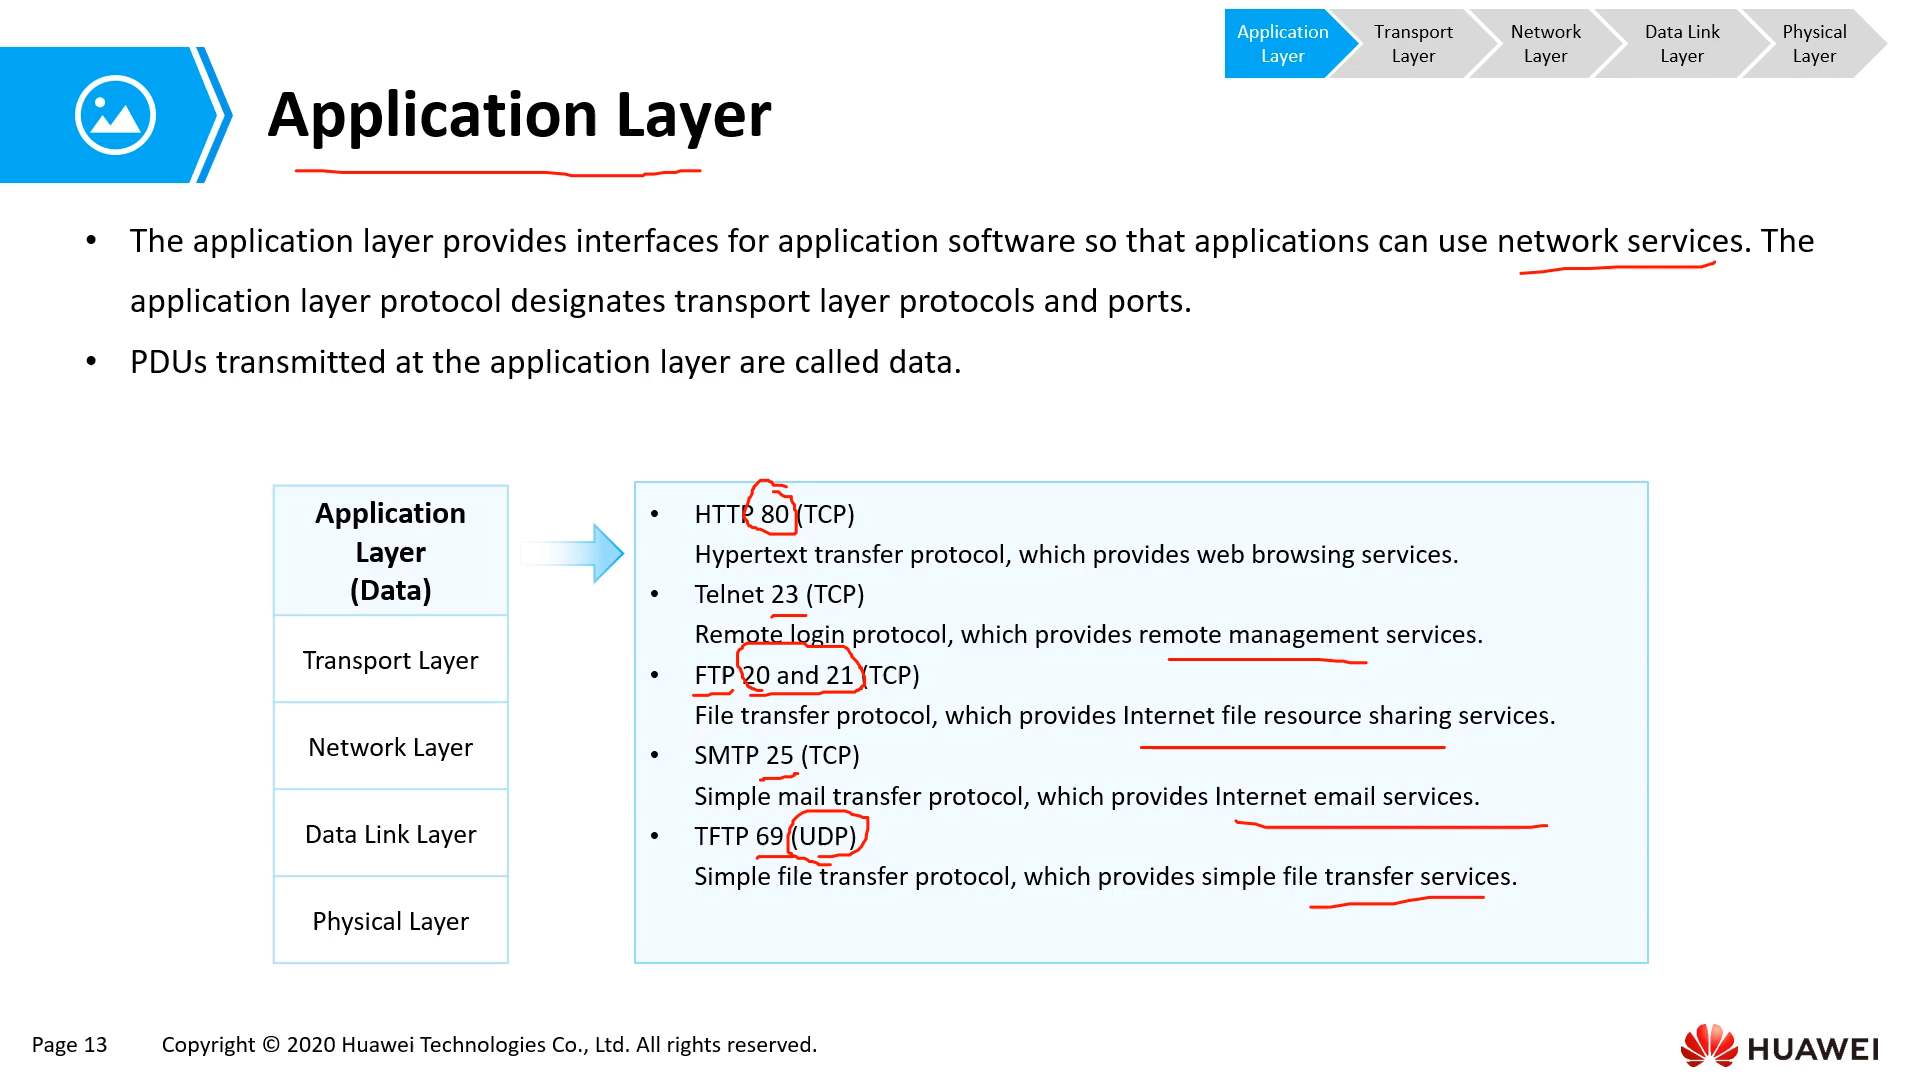 Application Layer
Transport Layer
Network Layer
Data Link Layer
Physical Layer
Application Layer
• The application layer provides interfaces for application software so that applications can use network services. The
application layer protocol designates transport layer protocols and ports.
• PDUs transmitted at the application layer are called data.
Application
Layer
(Data)
Transport Layer
Network Layer
Data Link Layer
Physical Layer
• HTTP 80 (TCP)
Hypertext transfer protocol, which provides web browsing services.
• Telnet 23 (TCP)
Remote login protocol, which provides remote management services.
• FTP 20 and 21 (TCP)
File transfer protocol, which provides Internet file resource sharing services.
• SMTP 25 (TCP)
Simple mail transfer protocol, which provides Internet email services.
• TFTP 69 (UDP)
Simple file transfer protocol, which provides simple file transfer services.
Page 13
Copyright © 2020 Huawei Technologies Co., Ltd. All rights reserved.
HUAWEI